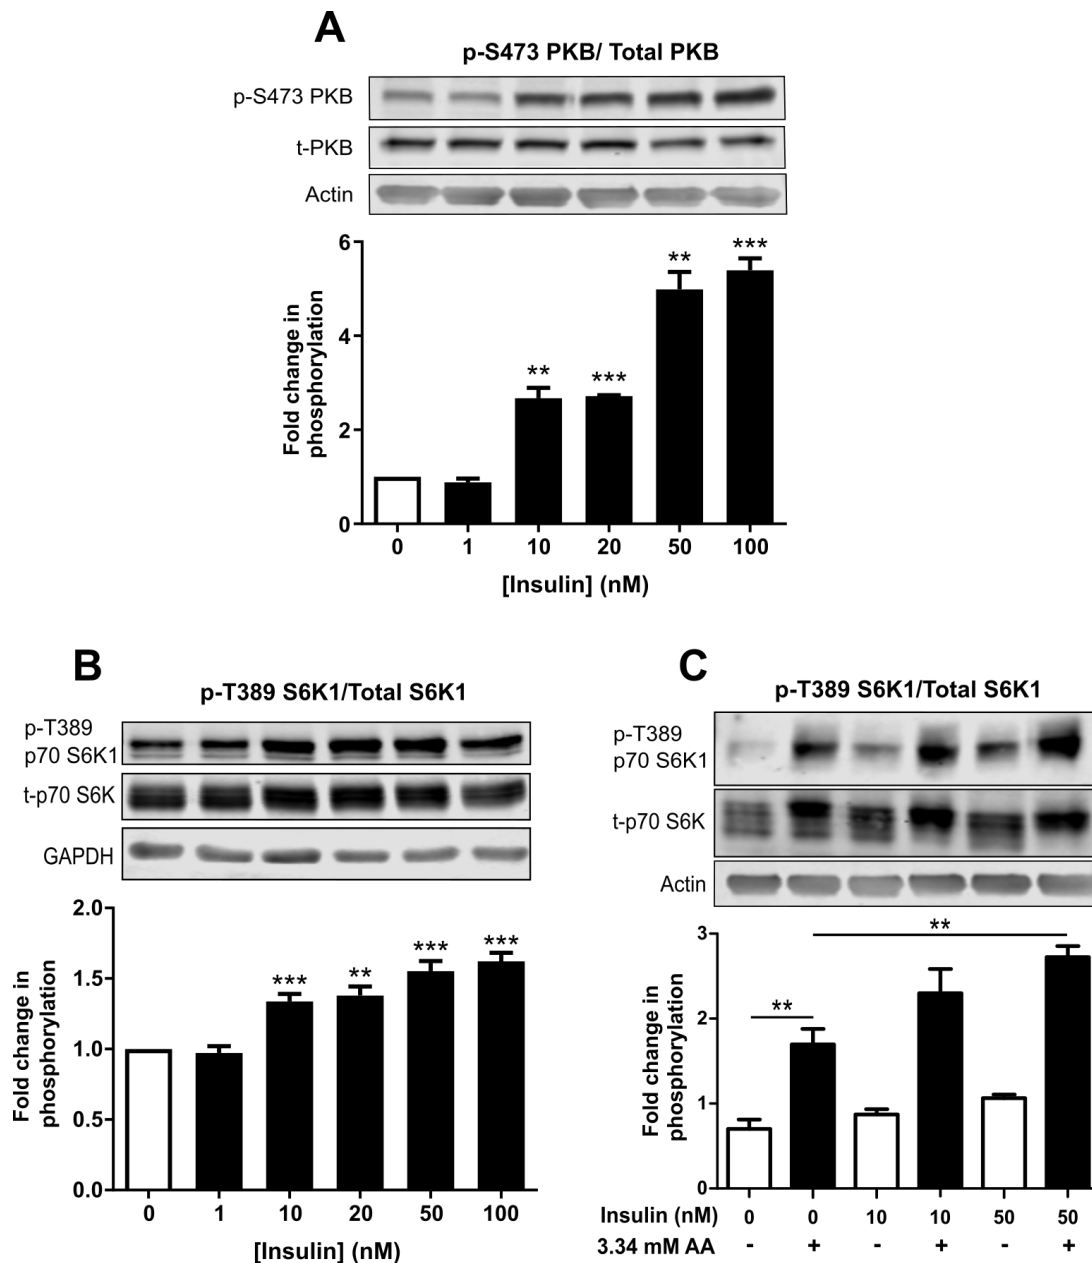 A
p-S473 PKB/ Total PKB
p-S473 PKB
t-PKB
Actin
Fold change in
phosphorylation
6
4
2
0
**
***
**
***
0 1 10 20 50 100
[Insulin] (nM)
B
p-T389 S6K1/Total S6K1
p-T389
p70 S6K1
t-p70 S6K
GAPDH
Fold change in
phosphorylation
2.0
1.5
1.0
0.5
0.0
***
**
***
***
0 1 10 20 50 100
[Insulin] (nM)
C
p-T389 S6K1/Total S6K1
p-T389
p70 S6K1
t-p70 S6K
Actin
Fold change in
phosphorylation
3
2
1
0
**
**
Insulin (nM) 0 0 10 10 50 50
3.34 mM AA - + - + - +